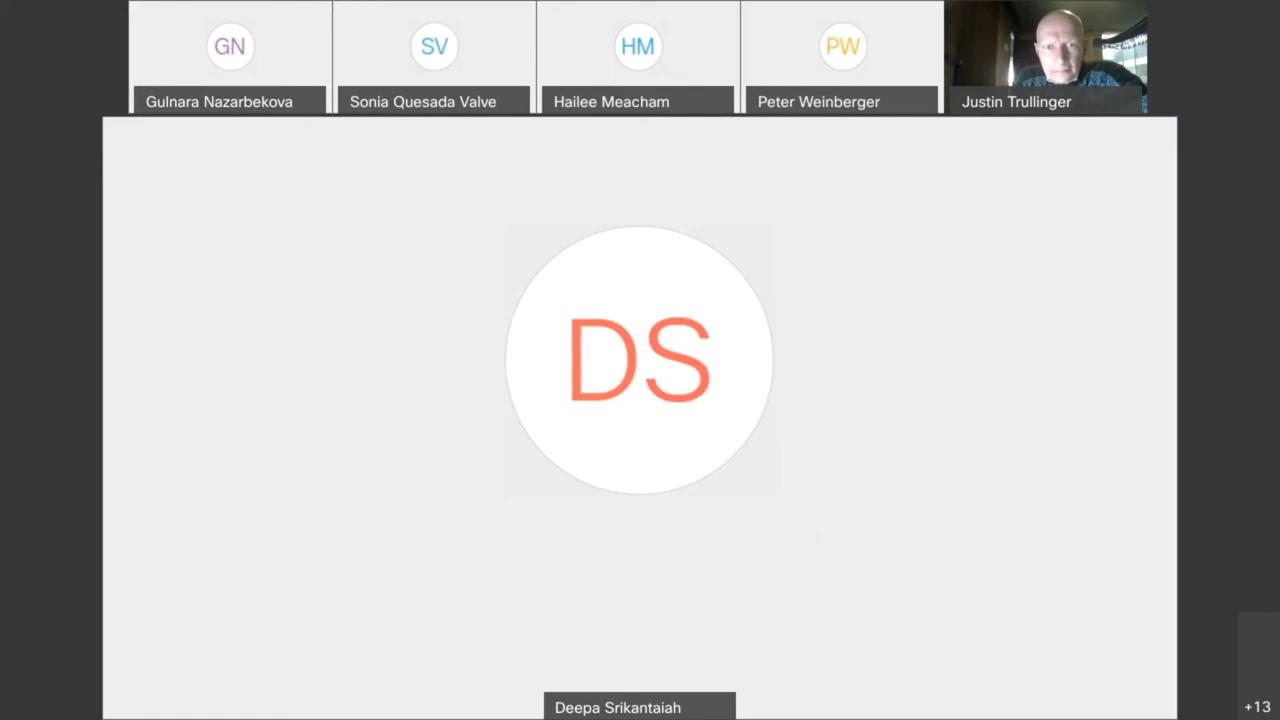 GN
SV
HM
PW
Gulnara Nazarbekova
Sonia Quesada Valve
Hailee Meacham
Peter Weinberger
Justin Trullinger
DS
Deepa Srikantaiah
+13